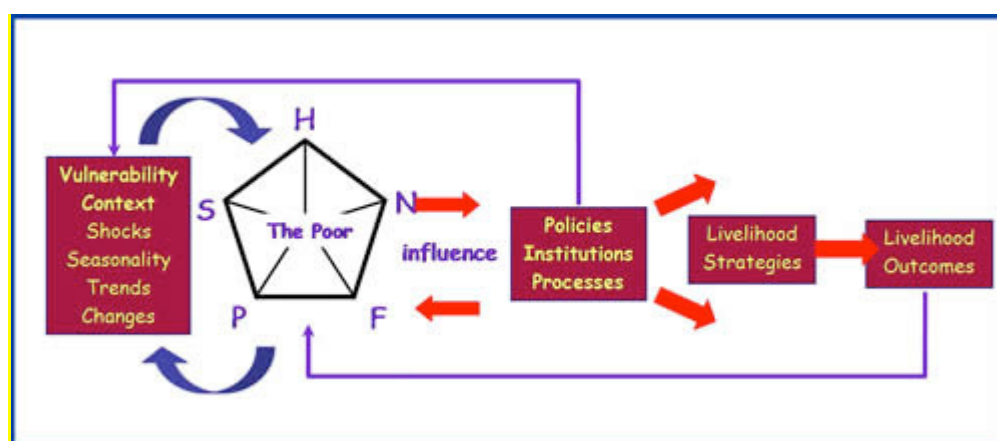 Vulnerability
Context
Shocks
Seasonality
Trends
Changes
H
S
N
The Poor
P
F
influence
Policies
Institutions
Processes
Livelihood
Strategies
Livelihood
Outcomes